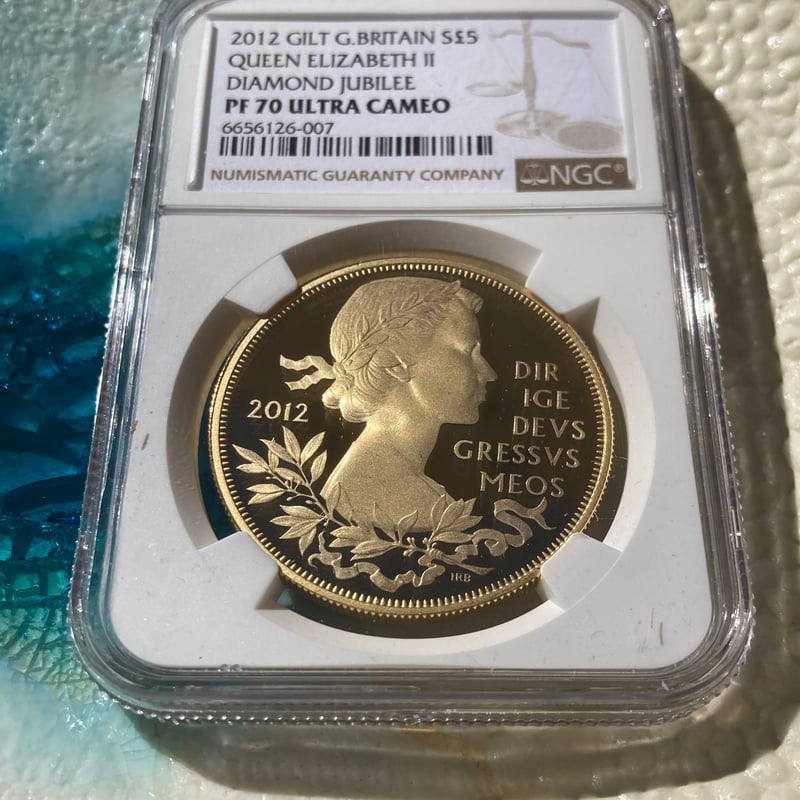 2012 GILT G.BRITAIN S£5
QUEEN ELIZABETH II
DIAMOND JUBILEE
PF 70 ULTRA CAMEO
6656126-007
NUMISMATIC GUARANTY COMPANY
NGC®
2012
DIR
IGE
DEVS
GRESSVS
MEOS
IRB